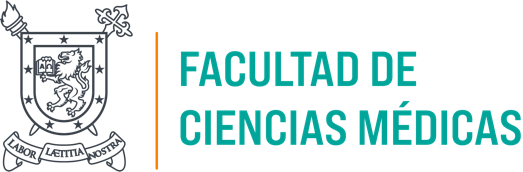 FACULTAD DE
CIENCIAS MÉDICAS
LABOR LÆTITIA NOSTRA